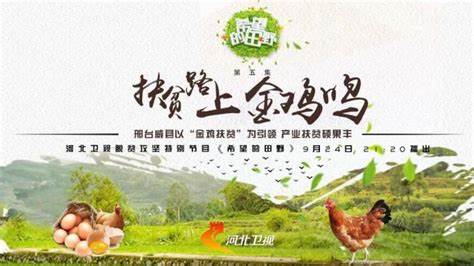 希望的田野
第五集
扶贫路上金鸡鸣
邢台威县以“金鸡扶贫”为引领 产业扶贫硕果丰
河北卫视脱贫攻坚特别节目《希望的田野》9月24日,21:20播出
河北卫视